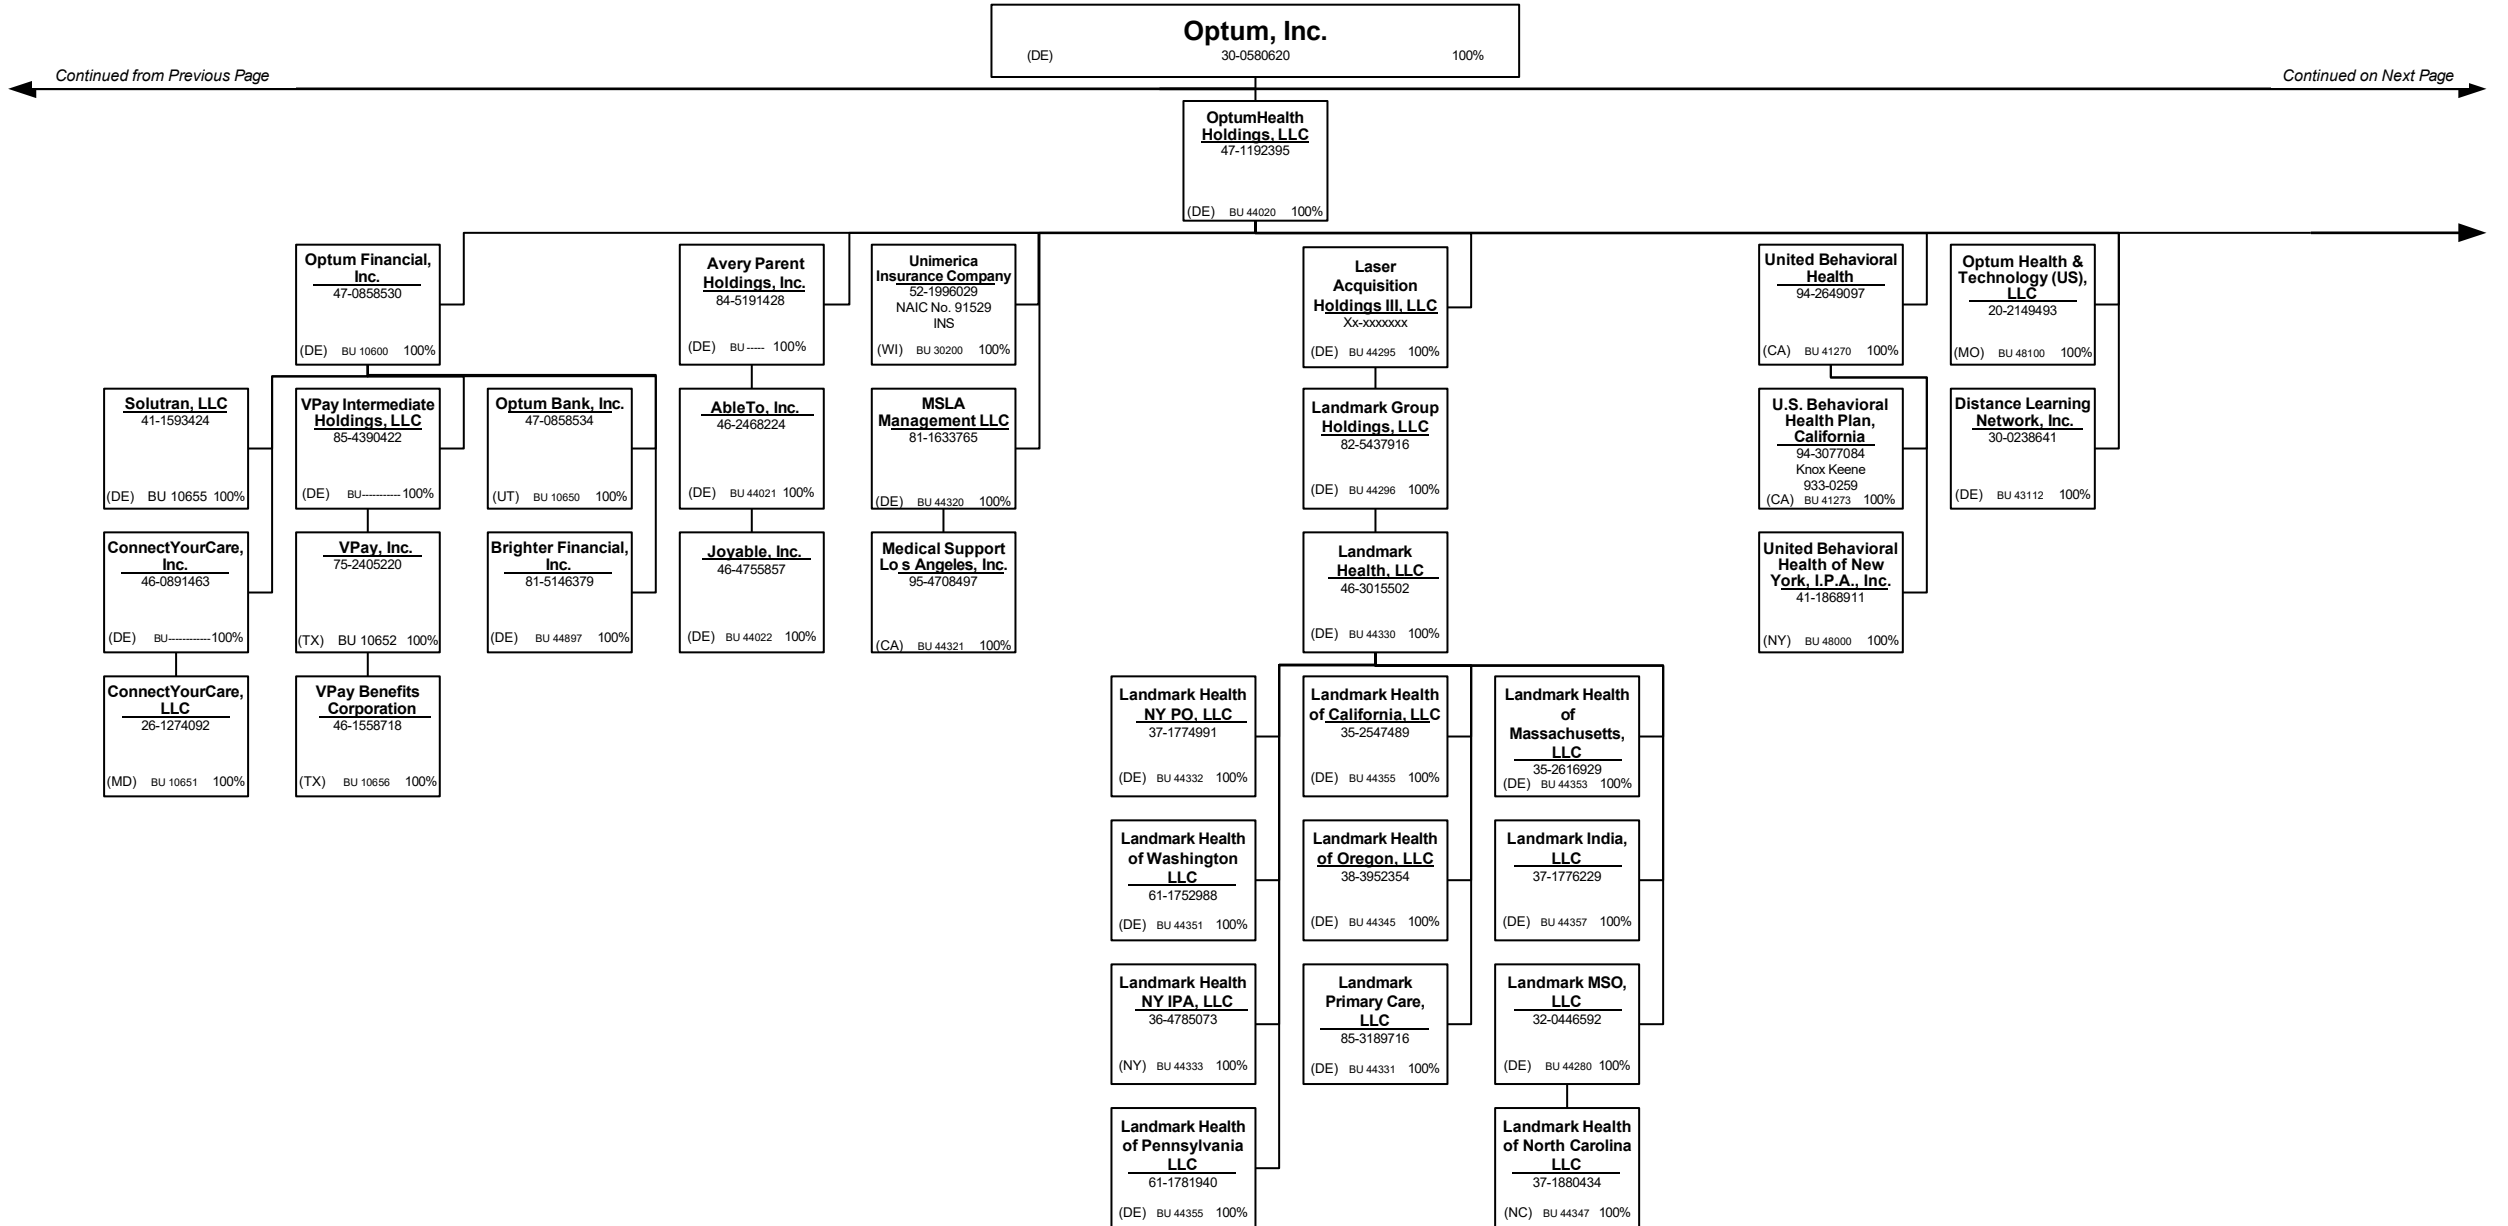 Optum, Inc.
(DE) 30-0580620 100%
Continued from Previous Page
Continued on Next Page
OptumHealth
Holdings, LLC
47-1192395
(DE) BU 44020 100%
Optum Financial,
Inc.
47-0858530
(DE) BU 10600 100%
Avery Parent
Holdings, Inc.
84-5191428
(DE) BU ----- 100%
Unimerica
Insurance Company
52-1996029
NAIC No. 91529
INS
(WI) BU 30200 100%
Laser
Acquisition
Holdings III, LLC
Xx-xxxxxxx
(DE) BU 44295 100%
United Behavioral
Health
94-2649097
(CA) BU 41270 100%
Optum Health &
Technology (US),
LLC
20-2149493
(MO) BU 48100 100%
Solutran, LLC
41-1593424
(DE) BU 10655 100%
VPay Intermediate
Holdings, LLC
85-4390422
(DE) BU----------- 100%
Optum Bank, Inc.
47-0858534
(UT) BU 10650 100%
AbleTo, Inc.
46-2468224
(DE) BU 44021 100%
MSLA
Management LLC
81-1633765
(DE) BU 44320 100%
Landmark Group
Holdings, LLC
82-5437916
(DE) BU 44296 100%
U.S. Behavioral
Health Plan,
California
94-3077084
Knox Keene
933-0259
(CA) BU 41273 100%
Distance Learning
Network, Inc.
30-0238641
(DE) BU 43112 100%
ConnectYourCare,
Inc.
46-0891463
(DE) BU------------ 100%
VPay, Inc.
75-2405220
(TX) BU 10652 100%
Brighter Financial,
Inc.
81-5146379
(DE) BU 44897 100%
Joyable, Inc.
46-4755857
(DE) BU 44022 100%
Medical Support
Los Angeles, Inc.
95-4708497
(CA) BU 44321 100%
Landmark
Health, LLC
46-3015502
(DE) BU 44330 100%
United Behavioral
Health of New
York, I.P.A., Inc.
41-1868911
(NY) BU 48000 100%
ConnectYourCare,
LLC
26-1274092
(MD) BU 10651 100%
VPay Benefits
Corporation
46-1558718
(TX) BU 10656 100%
Landmark Health
NY PO, LLC
37-1774991
(DE) BU 44332 100%
Landmark Health
of California, LLC
35-2547489
(DE) BU 44355 100%
Landmark Health
of
Massachusetts,
LLC
35-2616929
(DE) BU 44353 100%
Landmark Health
of Washington
LLC
61-1752988
(DE) BU 44351 100%
Landmark Health
of Oregon, LLC
38-3952354
(DE) BU 44345 100%
Landmark India,
LLC
37-1776229
(DE) BU 44357 100%
Landmark Health
NY IPA, LLC
36-4785073
(NY) BU 44333 100%
Landmark
Primary Care,
LLC
85-3189716
(DE) BU 44331 100%
Landmark MSO,
LLC
32-0446592
(DE) BU 44280 100%
Landmark Health
of Pennsylvania
LLC
61-1781940
(DE) BU 44355 100%
Landmark Health
of North Carolina
LLC
37-1880434
(NC) BU 44347 100%